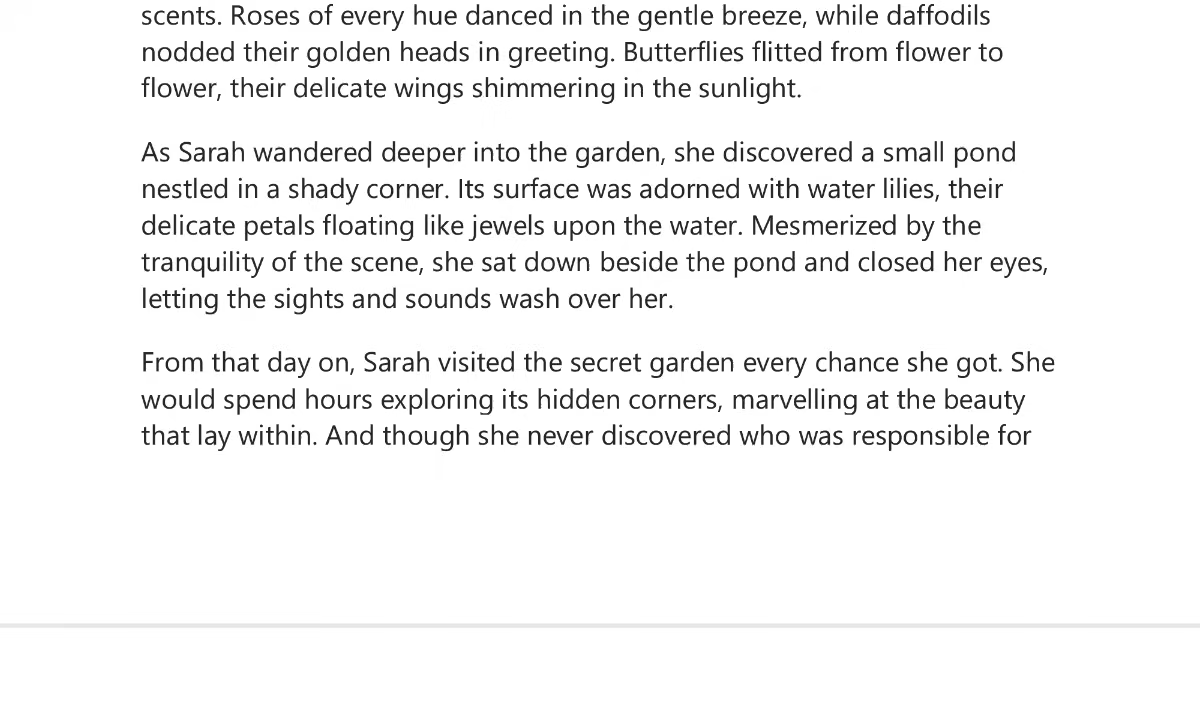 scents. Roses of every hue danced in the gentle breeze, while daffodils
nodded their golden heads in greeting. Butterflies flitted from flower to
flower, their delicate wings shimmering in the sunlight.
As Sarah wandered deeper into the garden, she discovered a small pond
nestled in a shady corner. Its surface was adorned with water lilies, their
delicate petals floating like jewels upon the water. Mesmerized by the
tranquility of the scene, she sat down beside the pond and closed her eyes,
letting the sights and sounds wash over her.
From that day on, Sarah visited the secret garden every chance she got. She
would spend hours exploring its hidden corners, marvelling at the beauty
that lay within. And though she never discovered who was responsible for